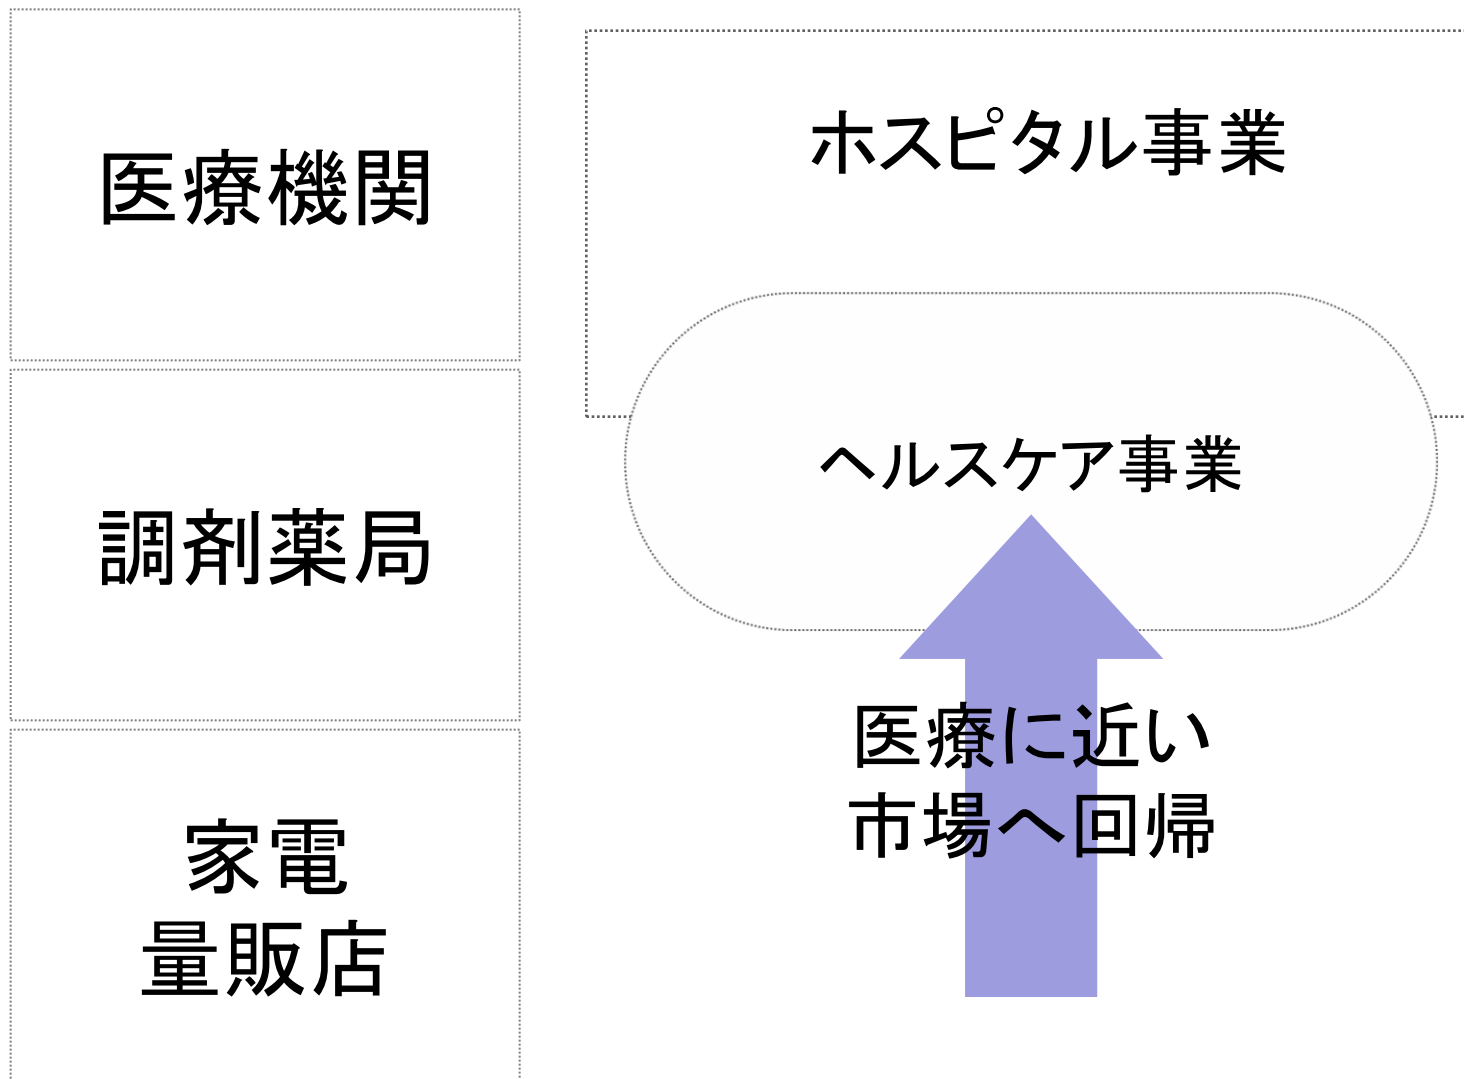 医療機関
調剤薬局
家電
量販店
ホスピタル事業
ヘルスケア事業
医療に近い
市場へ回帰